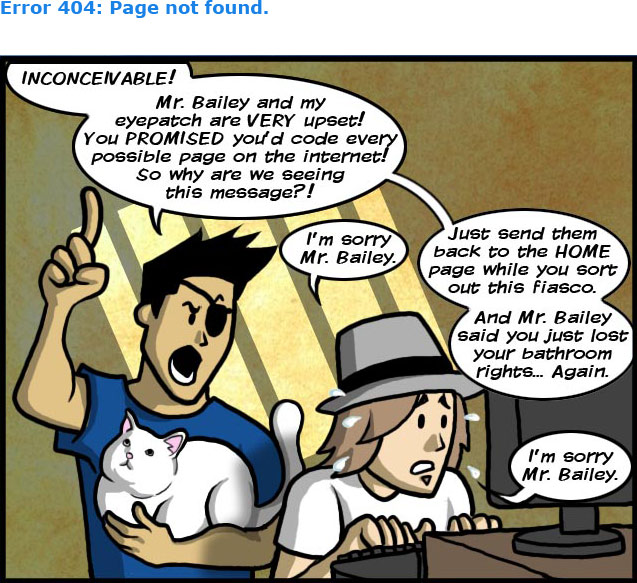 Error 404: Page not found.
INCONCEIVABLE!
Mr. Bailey and my
eyepatch are VERY upset!
You PROMISED you'd code every
possible page on the internet!
So why are we seeing
this message?!
I'm sorry
Mr. Bailey.
Just send them
back to the HOME
page while you sort
out this fiasco.
And Mr. Bailey
said you just lost
your bathroom
rights... Again.
I'm sorry
Mr. Bailey.